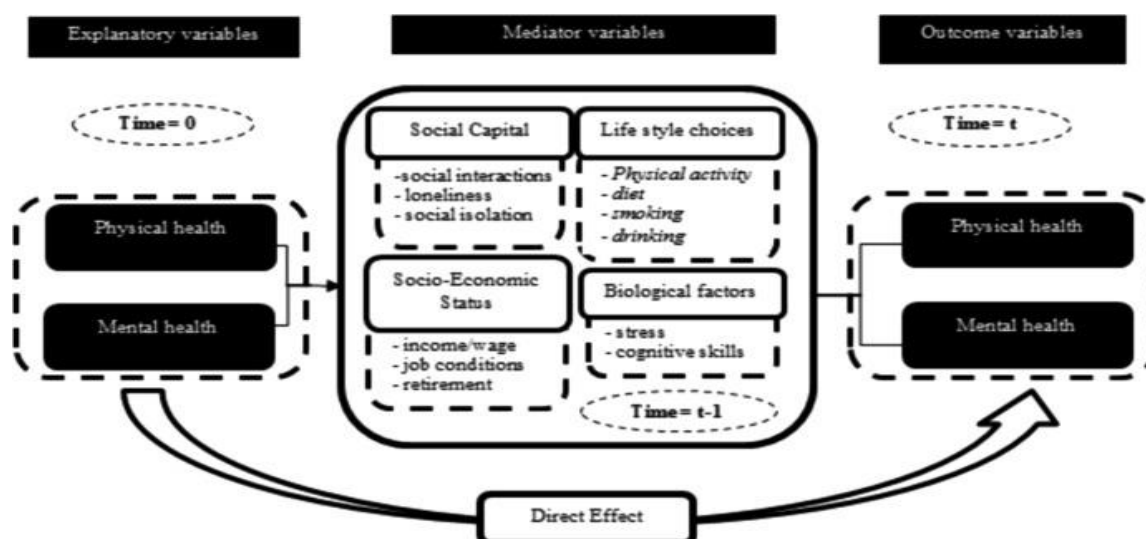 Explanatory variables
Mediator variables
Outcome variables
Time= 0
Social Capital
-social interactions
- loneliness
- social isolation
Life style choices
- Physical activity
- diet
- smoking
- drinking
Time= t
Physical health
Mental health
Socio-Economic
Status
- income/wage
- job conditions
- retirement
Biological factors
- stress
- cognitive skills
Time= t-1
Physical health
Mental health
Direct Effect